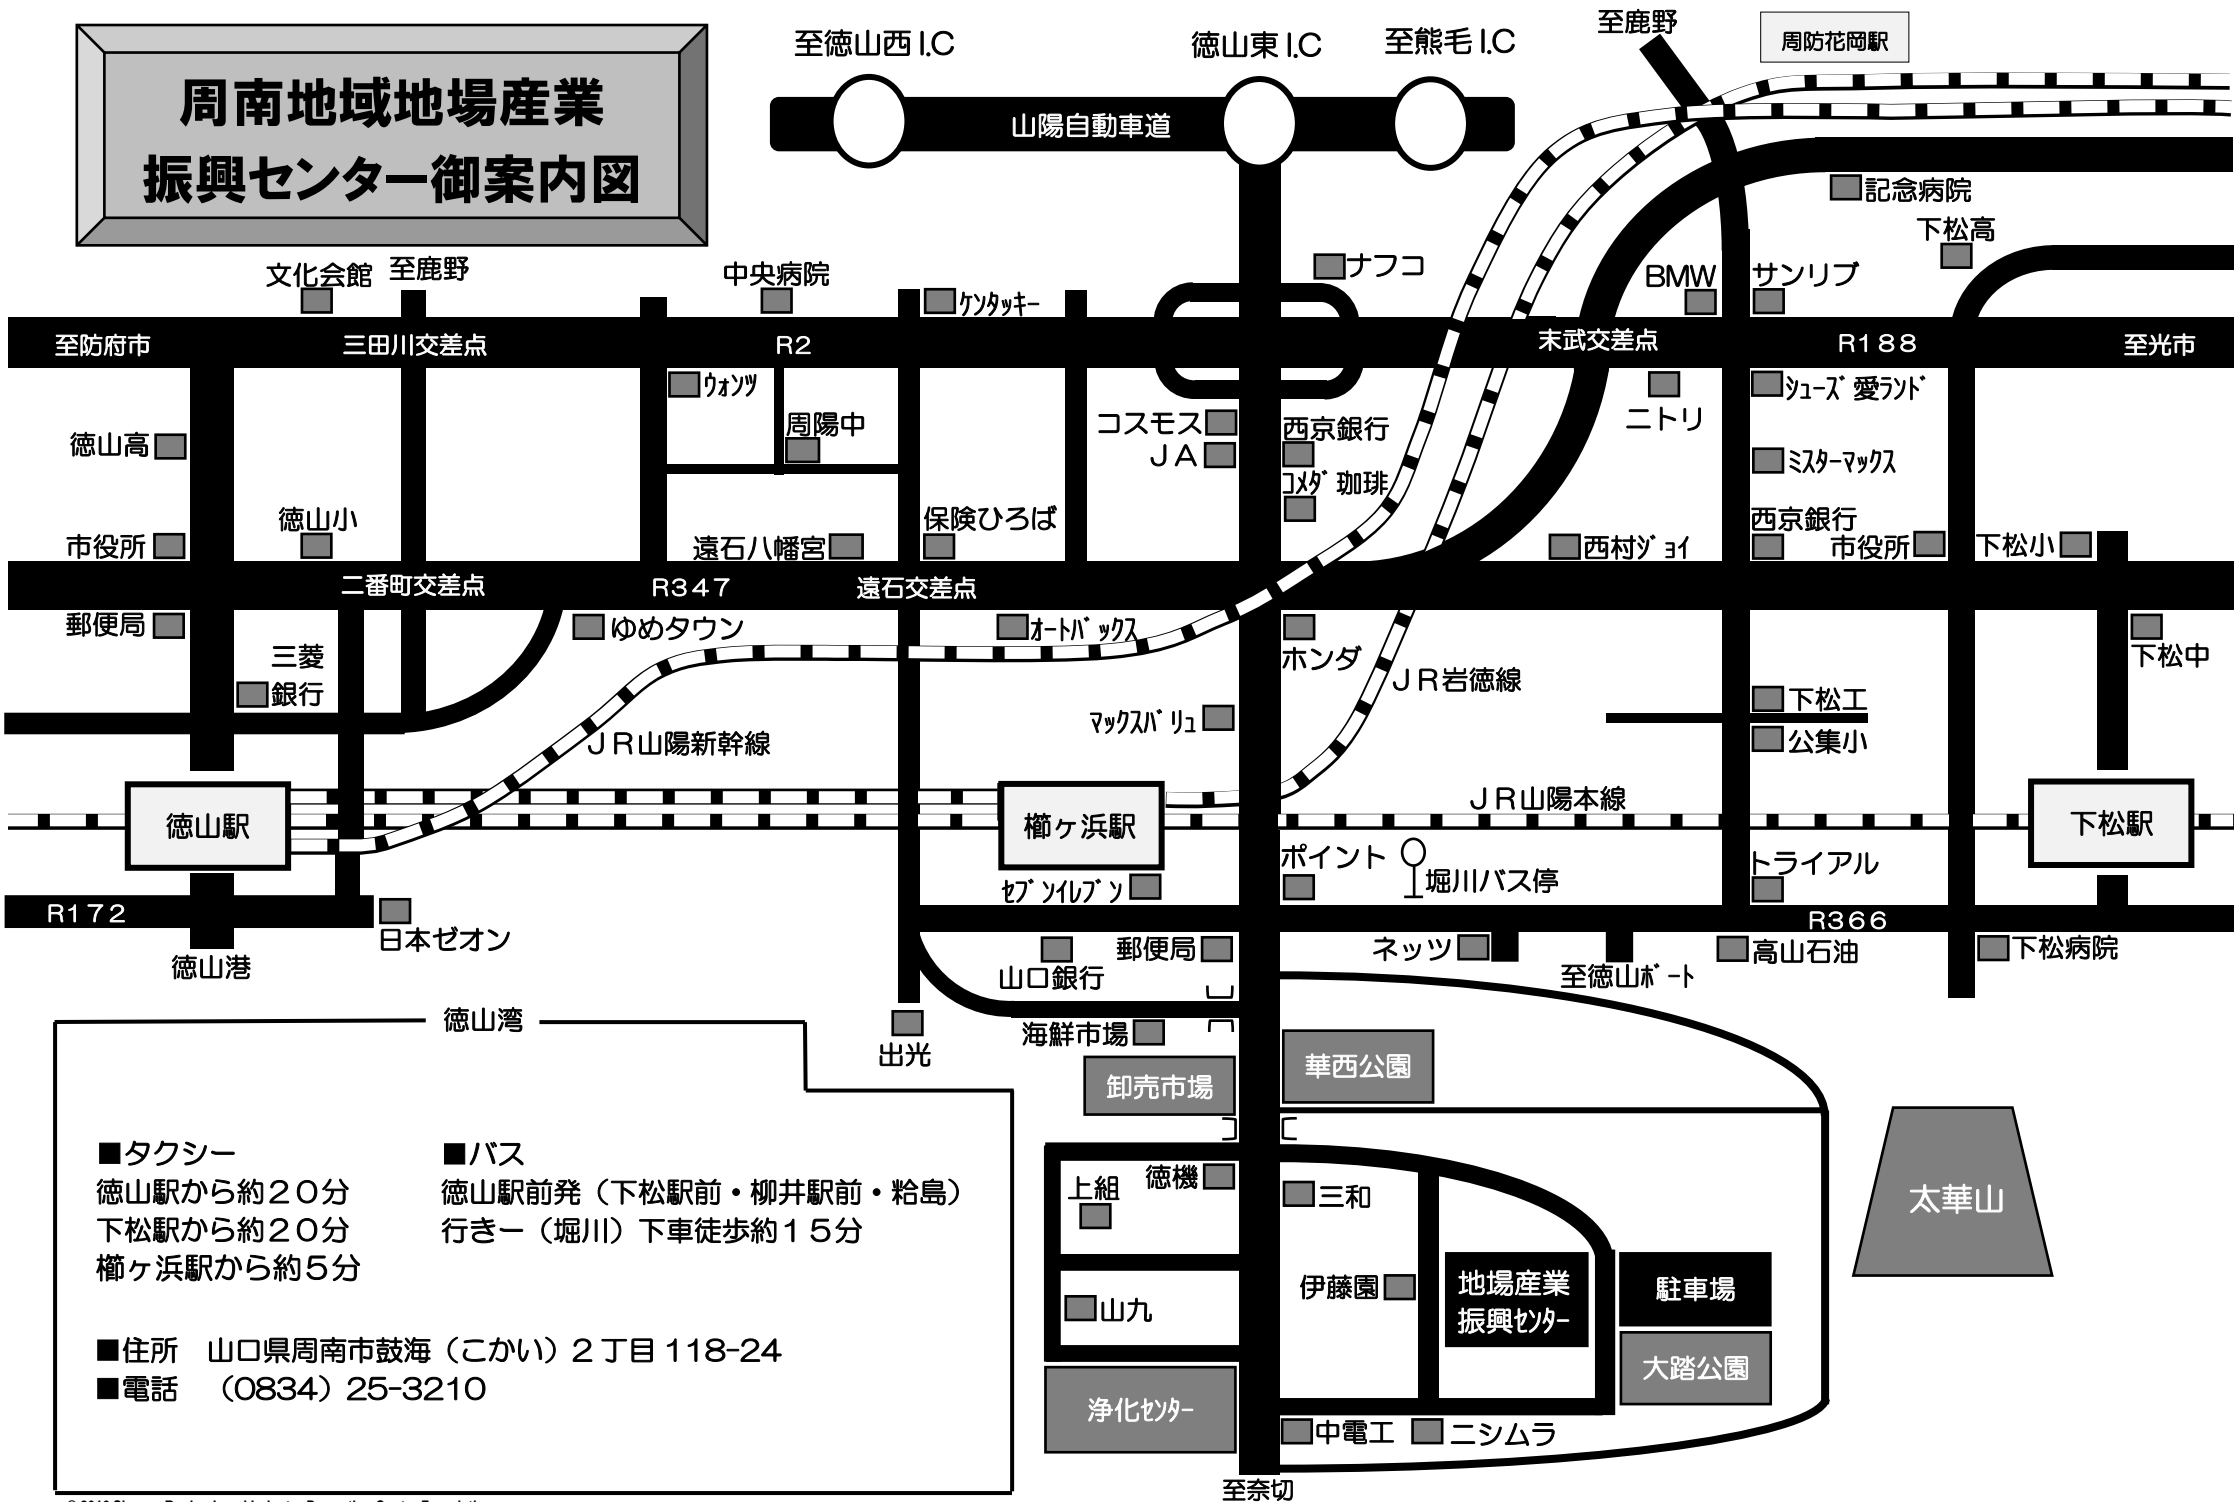 周南地域地場産業
振興センター御案内図
至徳山西I.C
徳山東I.C
至熊毛I.C
至鹿野
周防花岡駅
山陽自動車道
記念病院
下松高
文化会館
至鹿野
中央病院
ｹﾝﾀｯｷｰ
ナフコ
BMW
サンリブ
至防府市
三田川交差点
R2
末武交差点
R188
至光市
ｳｫﾝﾂ
周陽中
コスモス
JA
西京銀行
ｺﾒﾀﾞ珈琲
ニトリ
ｼｭｰｽﾞ愛ﾗﾝﾄﾞ
ﾐｽﾀｰﾏｯｸｽ
徳山高
市役所
徳山小
遠石八幡宮
保険ひろば
西村ｼﾞｮｲ
西京銀行
市役所
下松小
二番町交差点
R347
遠石交差点
郵便局
三菱
銀行
ゆめタウン
ｵｰﾄﾊﾞｯｸｽ
ホンダ
下松中
JR岩徳線
下松工
公集小
ﾏｯｸｽﾊﾞﾘｭ
JR山陽新幹線
JR山陽本線
徳山駅
櫛ヶ浜駅
下松駅
ポイント
堀川バス停
トライアル
ｾﾌﾞﾝｲﾚﾌﾞﾝ
R172
R366
日本ゼオン
徳山港
山口銀行
郵便局
ネッツ
至徳山ﾎﾞｰﾄ
高山石油
下松病院
徳山湾
出光
海鮮市場
卸売市場
華西公園
太華山
上組
徳機
三和
山九
伊藤園
地場産業
振興ｾﾝﾀｰ
駐車場
大踏公園
浄化ｾﾝﾀｰ
中電工
ニシムラ
至奈切
■タクシー
徳山駅から約２０分
下松駅から約２０分
櫛ヶ浜駅から約５分
■バス
徳山駅前発（下松駅前・柳井駅前・粭島）
行きー（堀川）下車徒歩約１５分
■住所　山口県周南市鼓海（こかい）2丁目118-24
■電話　（0834）25-3210